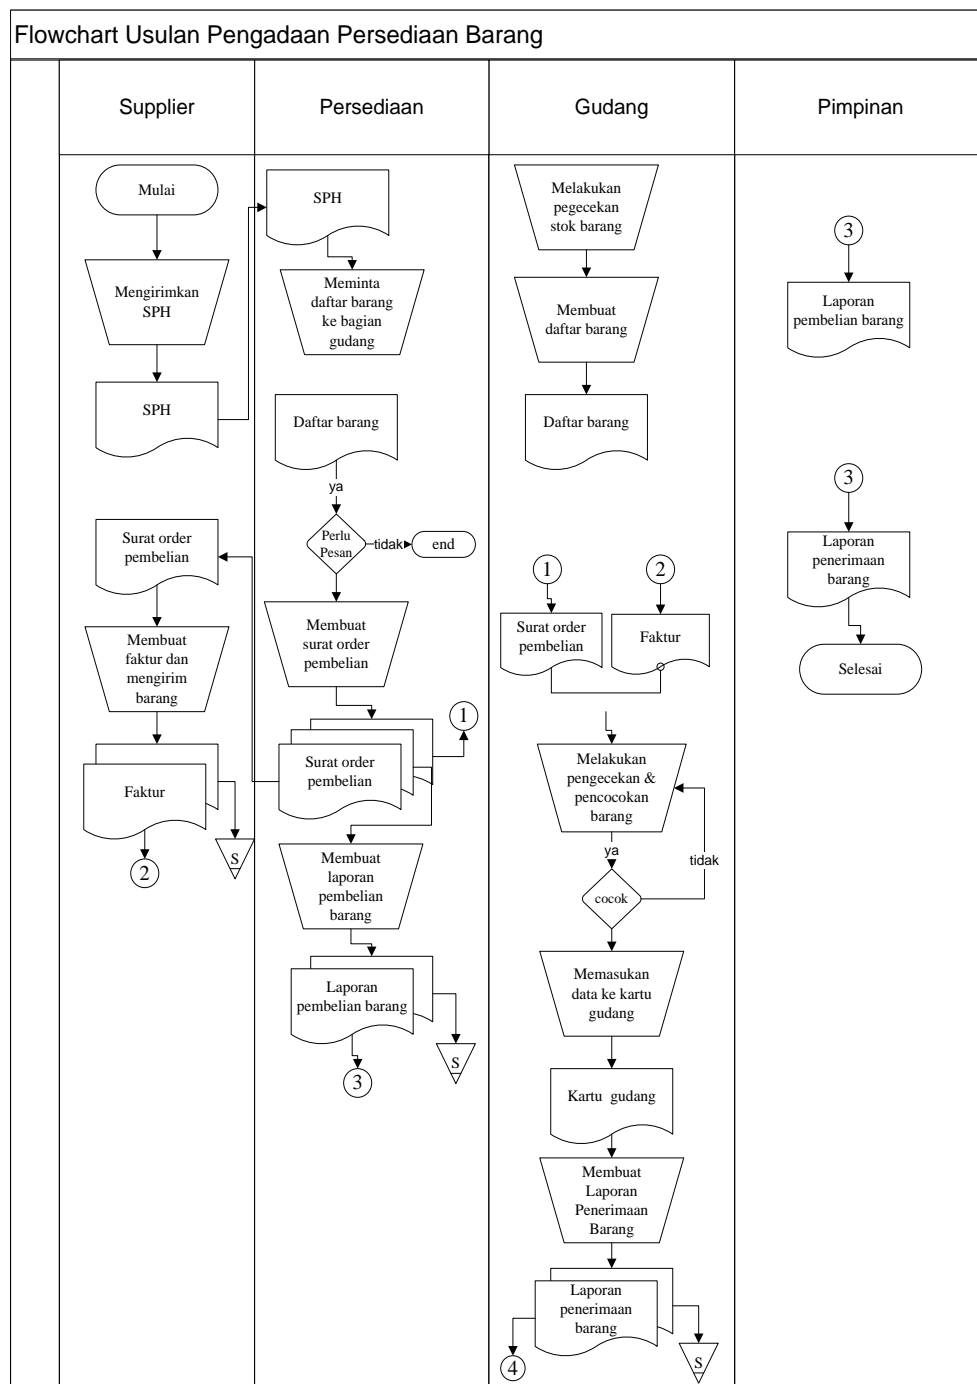 Flowchart Usulan Pengadaan Persediaan Barang
Supplier
Persediaan
Gudang
Pimpinan
Mulai
Mengirimkan
SPH
SPH
Surat order
pembelian
Membuat
faktur dan
mengirim
barang
Faktur
2
S
SPH
Meminta
daftar barang
ke bagian
gudang
Daftar barang
ya
Perlu
Pesan
tidak
end
Membuat
surat order
pembelian
1
Surat order
pembelian
Membuat
laporan
pembelian
barang
Laporan
pembelian barang
3
S
Melakukan
pegecekan
stok barang
Membuat
daftar barang
Daftar barang
1
2
Surat order
pembelian
Faktur
Melakukan
pengecekan &
pencocokan
barang
ya
tidak
cocok
Memasukan
data ke kartu
gudang
Kartu gudang
Membuat
Laporan
Penerimaan
Barang
Laporan
penerimaan
barang
4
S
3
Laporan
pembelian barang
3
Laporan
penerimaan
barang
Selesai